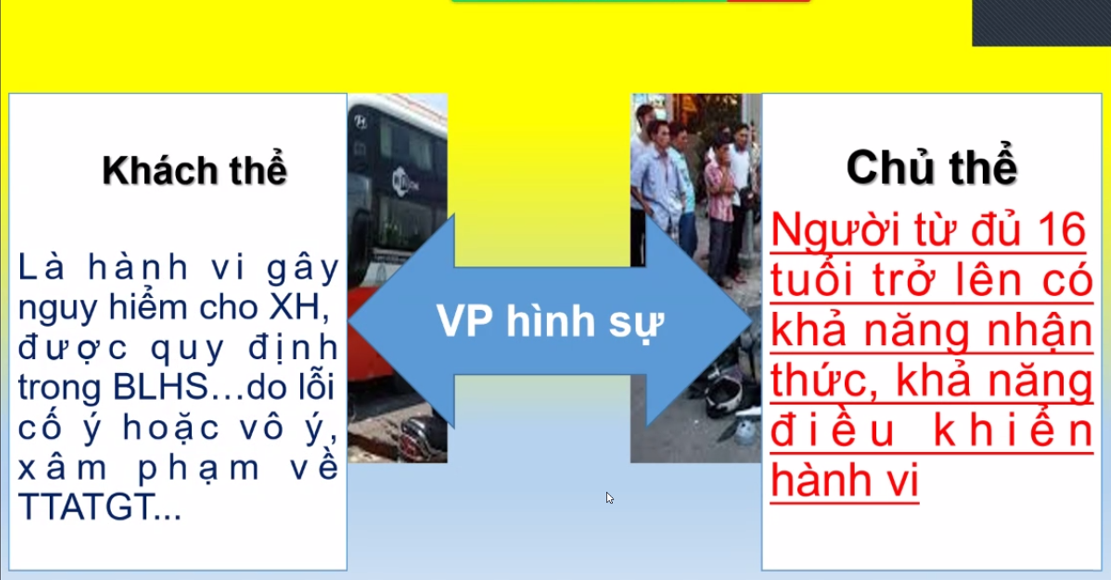 Khách thể
Là hành vi gây
nguy hiểm cho XH,
được quy định
trong BLHS...do lỗi
cố ý hoặc vô ý,
xâm phạm về
TTATGT...
VP hình sự
Chủ thể
Người từ đủ 16
tuổi trở lên có
khả năng nhận
thức, khả năng
điều khiển
hành vi